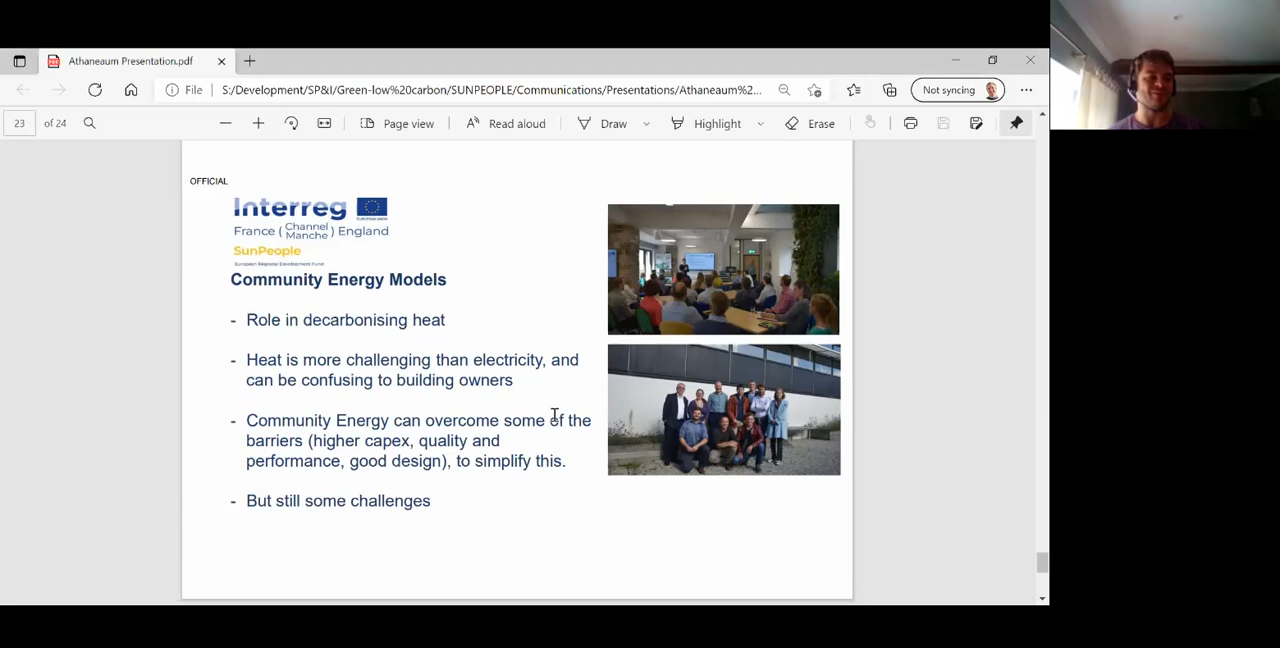 Athaneaum Presentation.pdf
File
S:/Development/SP&I/Green-low%20carbon/SUNPEOPLE/Communications/Presentations/Athaneaum%2...
Not syncing
23 of 24
Page view
Read aloud
Draw
Highlight
Erase
OFFICIAL
Interreg
EUROPEAN UNION
France ( Channel Manche ) England
SunPeople
European Regional Development Fund
Community Energy Models
- Role in decarbonising heat
- Heat is more challenging than electricity, and
can be confusing to building owners
- Community Energy can overcome some of the
barriers (higher capex, quality and
performance, good design), to simplify this.
- But still some challenges